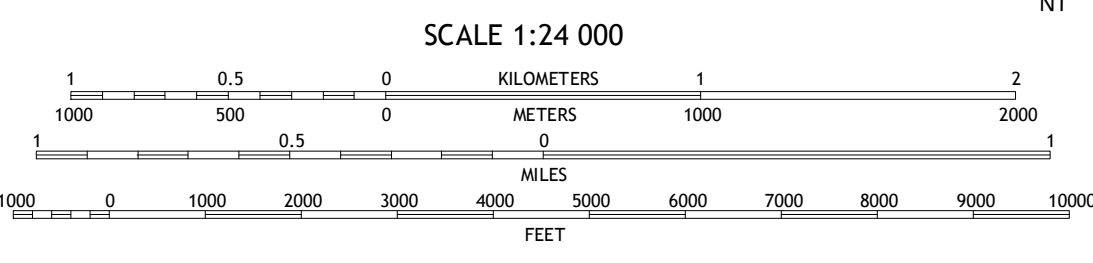 N1
SCALE 1:24 000
1 0.5 0 KILOMETERS 1 2
1000 500 0 METERS 1000 2000
1 0.5 0 1
MILES
1000 0 1000 2000 3000 4000 5000 6000 7000 8000 9000 10000
FEET